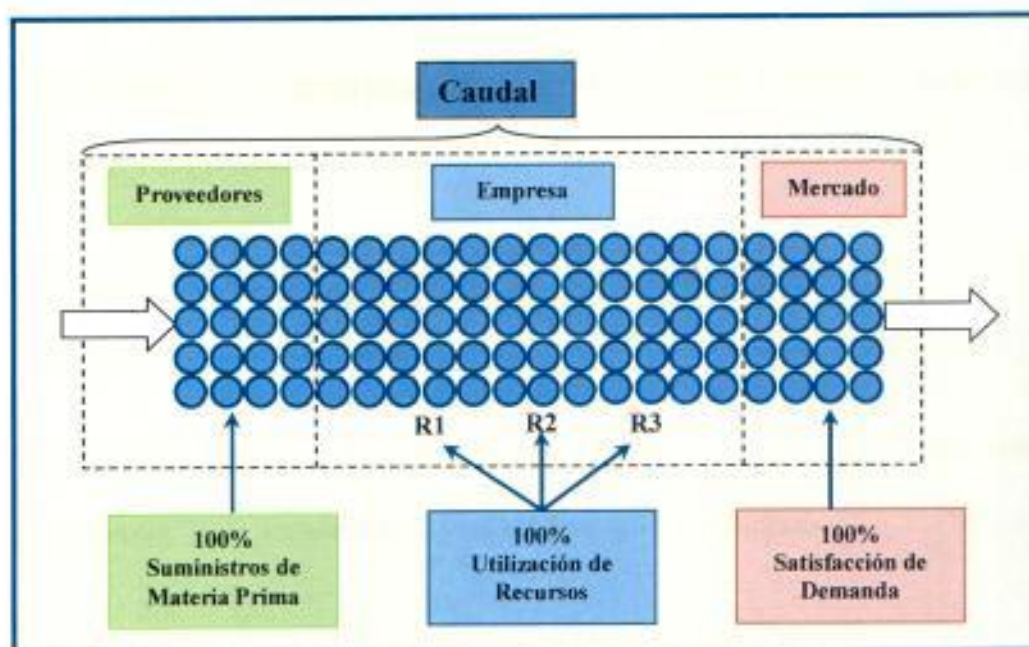 Caudal
Proveedores
Empresa
Mercado
R1
R2
R3
100%
Suministros de
Materia Prima
100%
Utilización de
Recursos
100%
Satisfacción de
Demanda